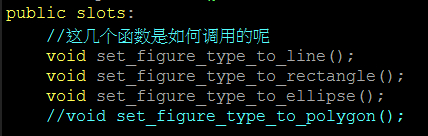 public slots:
//这几个函数是如何调用的呢
void set_figure_type_to_line();
void set_figure_type_to_rectangle();
void set_figure_type_to_ellipse();
//void set_figure_type_to_polygon();